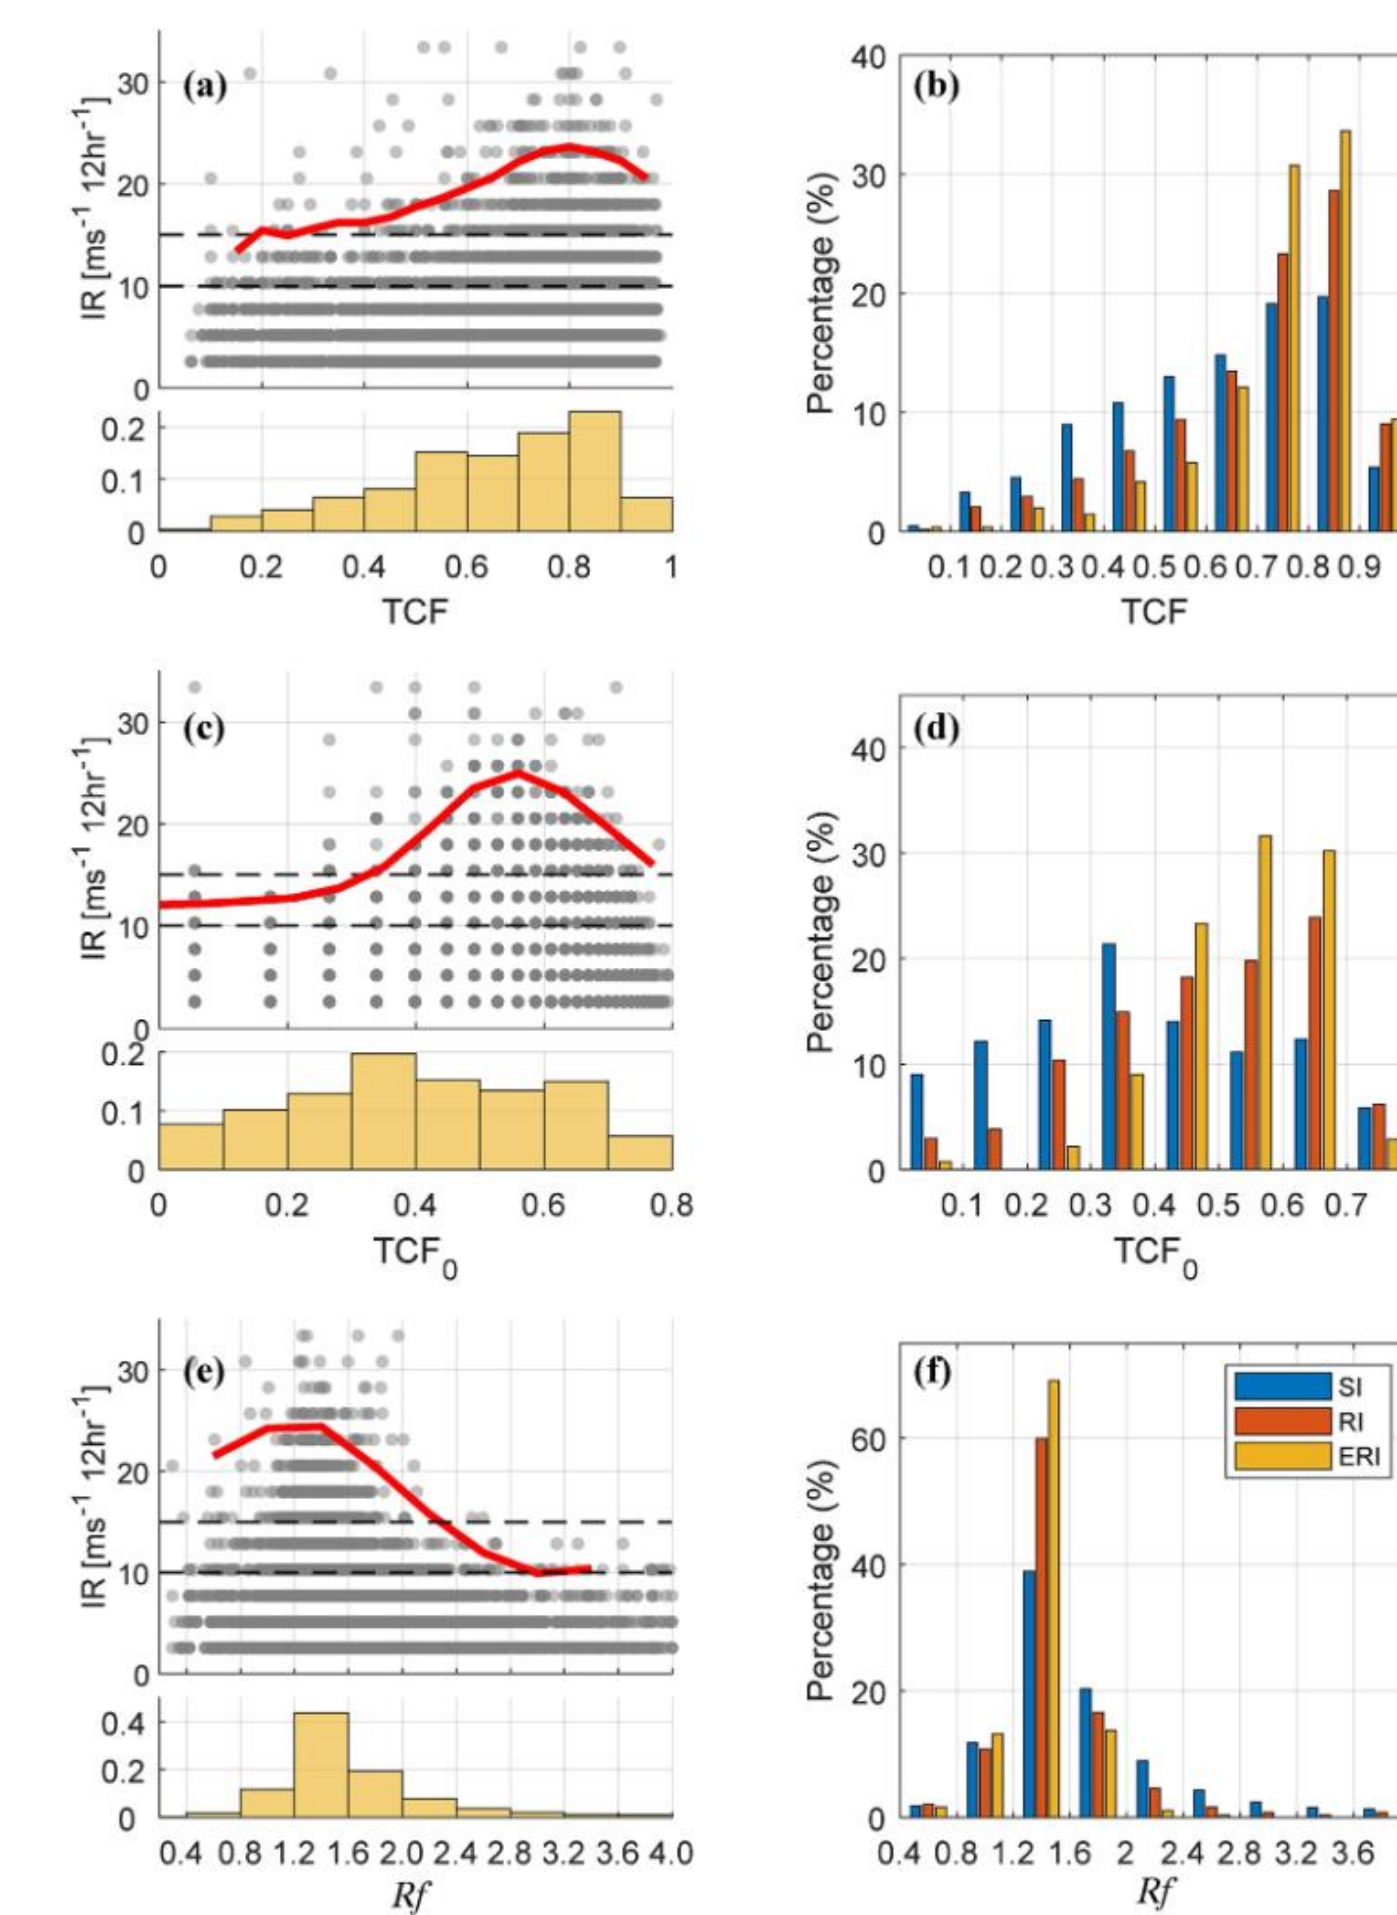 (a)
IR [ms-1 12hr-1]
30
20
10
0
0.2
0.1
0
0 0.2 0.4 0.6 0.8 1
TCF
(b)
Percentage (%)
40
30
20
10
0
0.1 0.2 0.3 0.4 0.5 0.6 0.7 0.8 0.9
TCF
(c)
IR [ms-1 12hr-1]
30
20
10
0
0.2
0.1
0
0 0.2 0.4 0.6 0.8
TCF0
(d)
Percentage (%)
40
30
20
10
0
0.1 0.2 0.3 0.4 0.5 0.6 0.7
TCF0
(e)
IR [ms-1 12hr-1]
30
20
10
0
0.4
0.2
0
0.4 0.8 1.2 1.6 2.0 2.4 2.8 3.2 3.6 4.0
Rf
(f)
Percentage (%)
60
40
20
0
SI
RI
ERI
0.4 0.8 1.2 1.6 2 2.4 2.8 3.2 3.6
Rf